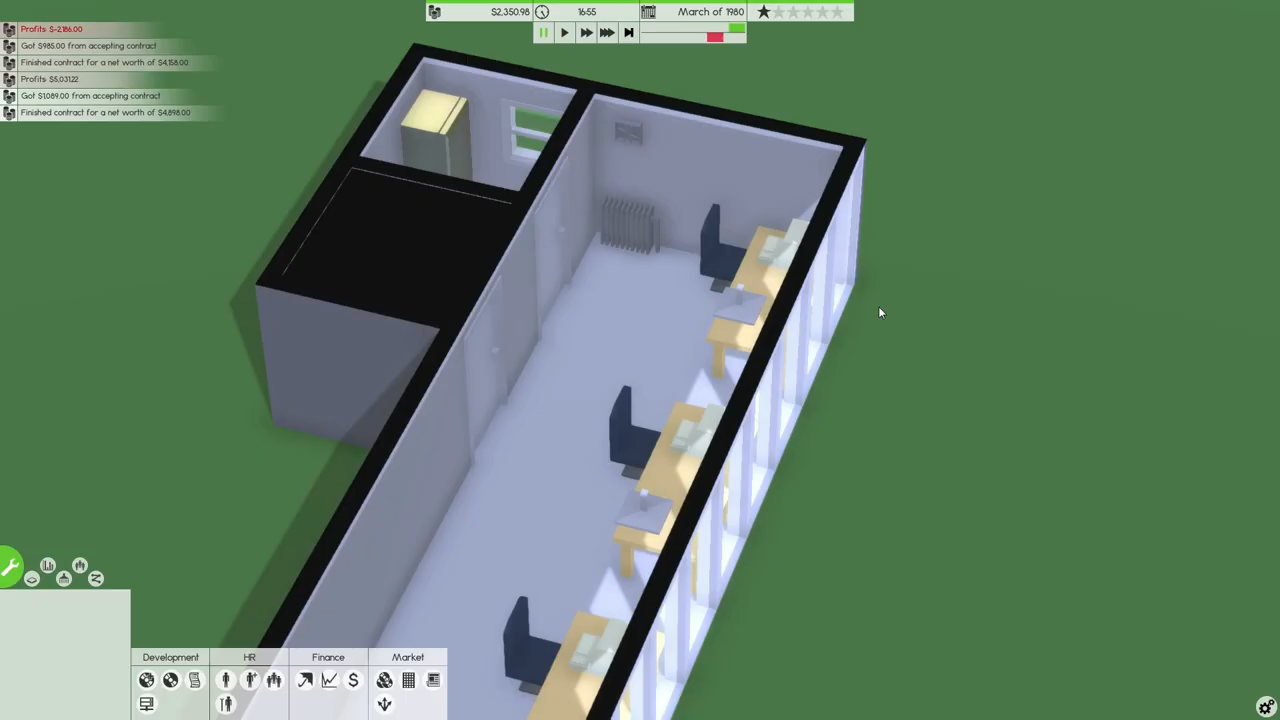 $2,350.98
16:55
March of 1980
Profits: $-2,186.00
Got $985.00 from accepting contract
Finished contract for a net worth of $4,158.00
Profits: $5,031.22
Got $1,089.00 from accepting contract
Finished contract for a net worth of $4,898.00
Development
HR
Finance
Market